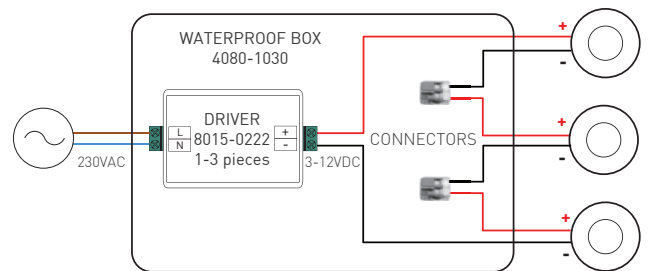 WATERPROOF BOX
4080-1030
DRIVER
8015-0222
1-3 pieces
L
N
+
-
230VAC
3-12VDC
CONNECTORS
+
-
+
-
+
-